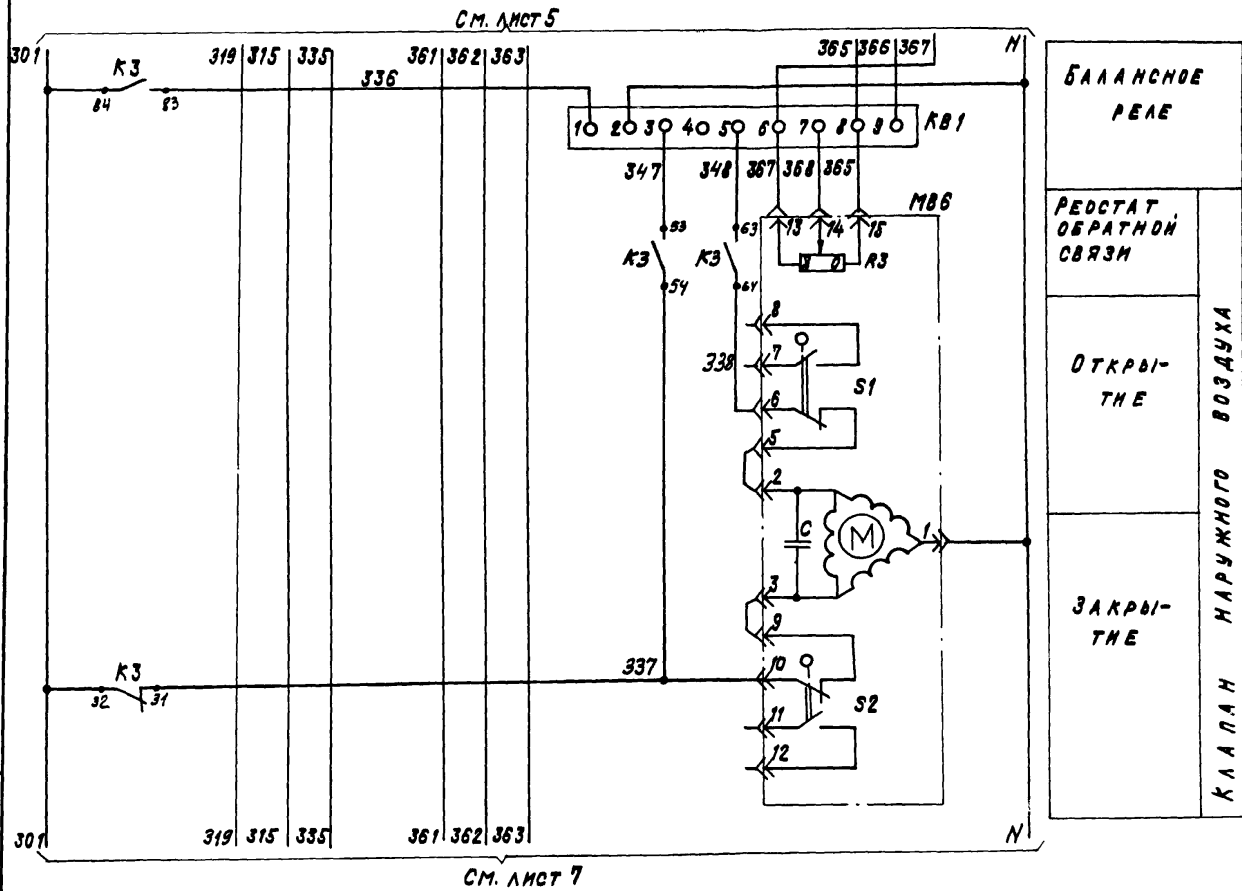 См. лист 5
301 319 315 335 361 362 363 365 366 367 N
К3
84 83
336
1 2 3 4 5 6 7 8 9 КВ1
347 348 367 368 365
МВ6
13 14 15
З О R3
53 63
К3 К3
54 64
8
7
338
S1
6
5
2
С М 1
3
9
К3
32 31
337
10
S2
11
12
301 319 315 335 361 362 363 N
См. лист 7
Балансное
реле
Реостат
обратной
связи
Откры-
тие
Закры-
тие
Клапан наружного воздуха